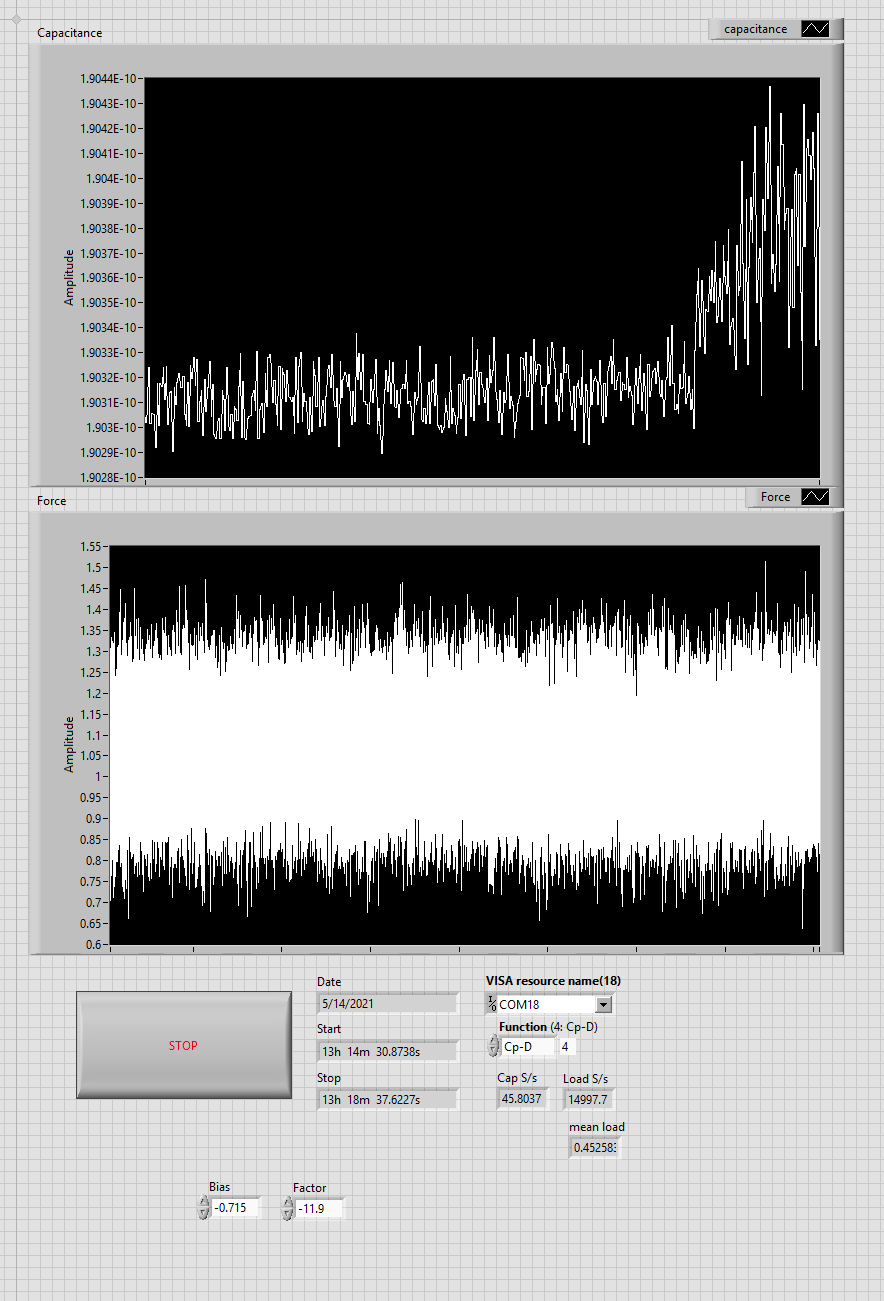 Capacitance
capacitance
1.9044E-10
1.9043E-10
1.9042E-10
1.9041E-10
1.904E-10
1.9039E-10
1.9038E-10
1.9037E-10
1.9036E-10
1.9035E-10
1.9034E-10
1.9033E-10
1.9032E-10
1.9031E-10
1.903E-10
1.9029E-10
1.9028E-10
Amplitude
Force
Force
1.55
1.5
1.45
1.4
1.35
1.3
1.25
1.2
1.15
1.1
1.05
1
0.95
0.9
0.85
0.8
0.75
0.7
0.65
0.6
Amplitude
STOP
Date
5/14/2021
Start
13h 14m 30.8738s
Stop
13h 18m 37.6227s
VISA resource name(18)
COM18
Function (4: Cp-D)
Cp-D 4
Cap S/s Load S/s
45.8037 14997.7
mean load
0.45258
Bias Factor
-0.715 -11.9